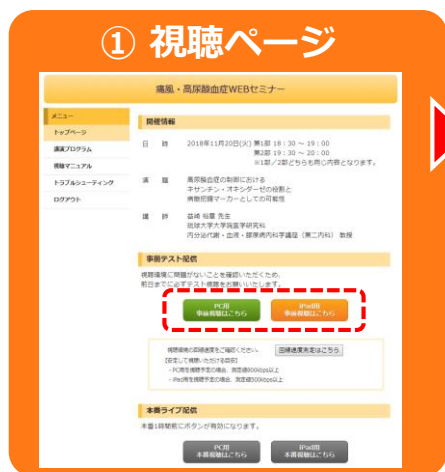 ① 視聴ページ
痛風・高尿酸血症WEBセミナー
メニュー
トップページ
講演プログラム
視聴マニュアル
トラブルシューティング
ログアウト
開催情報
日 時 2018年11月20日(火) 第1部 18：30 ～ 19：00
第2部 19：30 ～ 20：00
※1部／2部どちらも同じ内容となります。
演 題 高尿酸血症の制御における
キサンチン・オキシダーゼの役割と
病態把握マーカーとしての可能性
講 師 益崎 裕章 先生
琉球大学大学院医学研究科
内分泌代謝・血液・膠原病内科学講座（第二内科） 教授
事前テスト配信
視聴環境に問題がないことを確認いただくため、
前日までに必ずテスト視聴をお願いいたします。
PC用
事前視聴はこちら
iPad用
事前視聴はこちら
視聴環境の回線速度をご確認ください。 回線速度測定はこちら
【安定して視聴いただける目安】
- PC用を視聴予定の場合、測定値800kbps以上
- iPad用を視聴予定の場合、測定値500kbps以上
本番ライブ配信
本番1時間前にボタンが有効になります。
PC用
本番視聴はこちら
iPad用
本番視聴はこちら